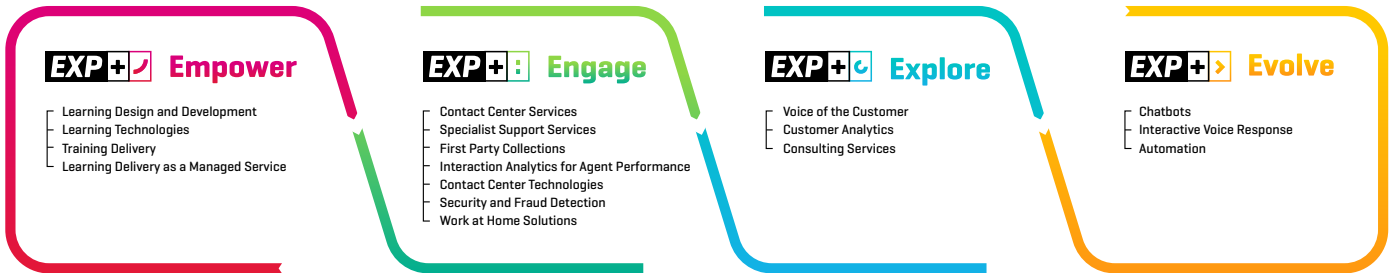 EXP+ Empower
Learning Design and Development
Learning Technologies
Training Delivery
Learning Delivery as a Managed Service
EXP+: Engage
Contact Center Services
Specialist Support Services
First Party Collections
Interaction Analytics for Agent Performance
Contact Center Technologies
Security and Fraud Detection
Work at Home Solutions
EXP+ Explore
Voice of the Customer
Customer Analytics
Consulting Services
EXP+> Evolve
Chatbots
Interactive Voice Response
Automation